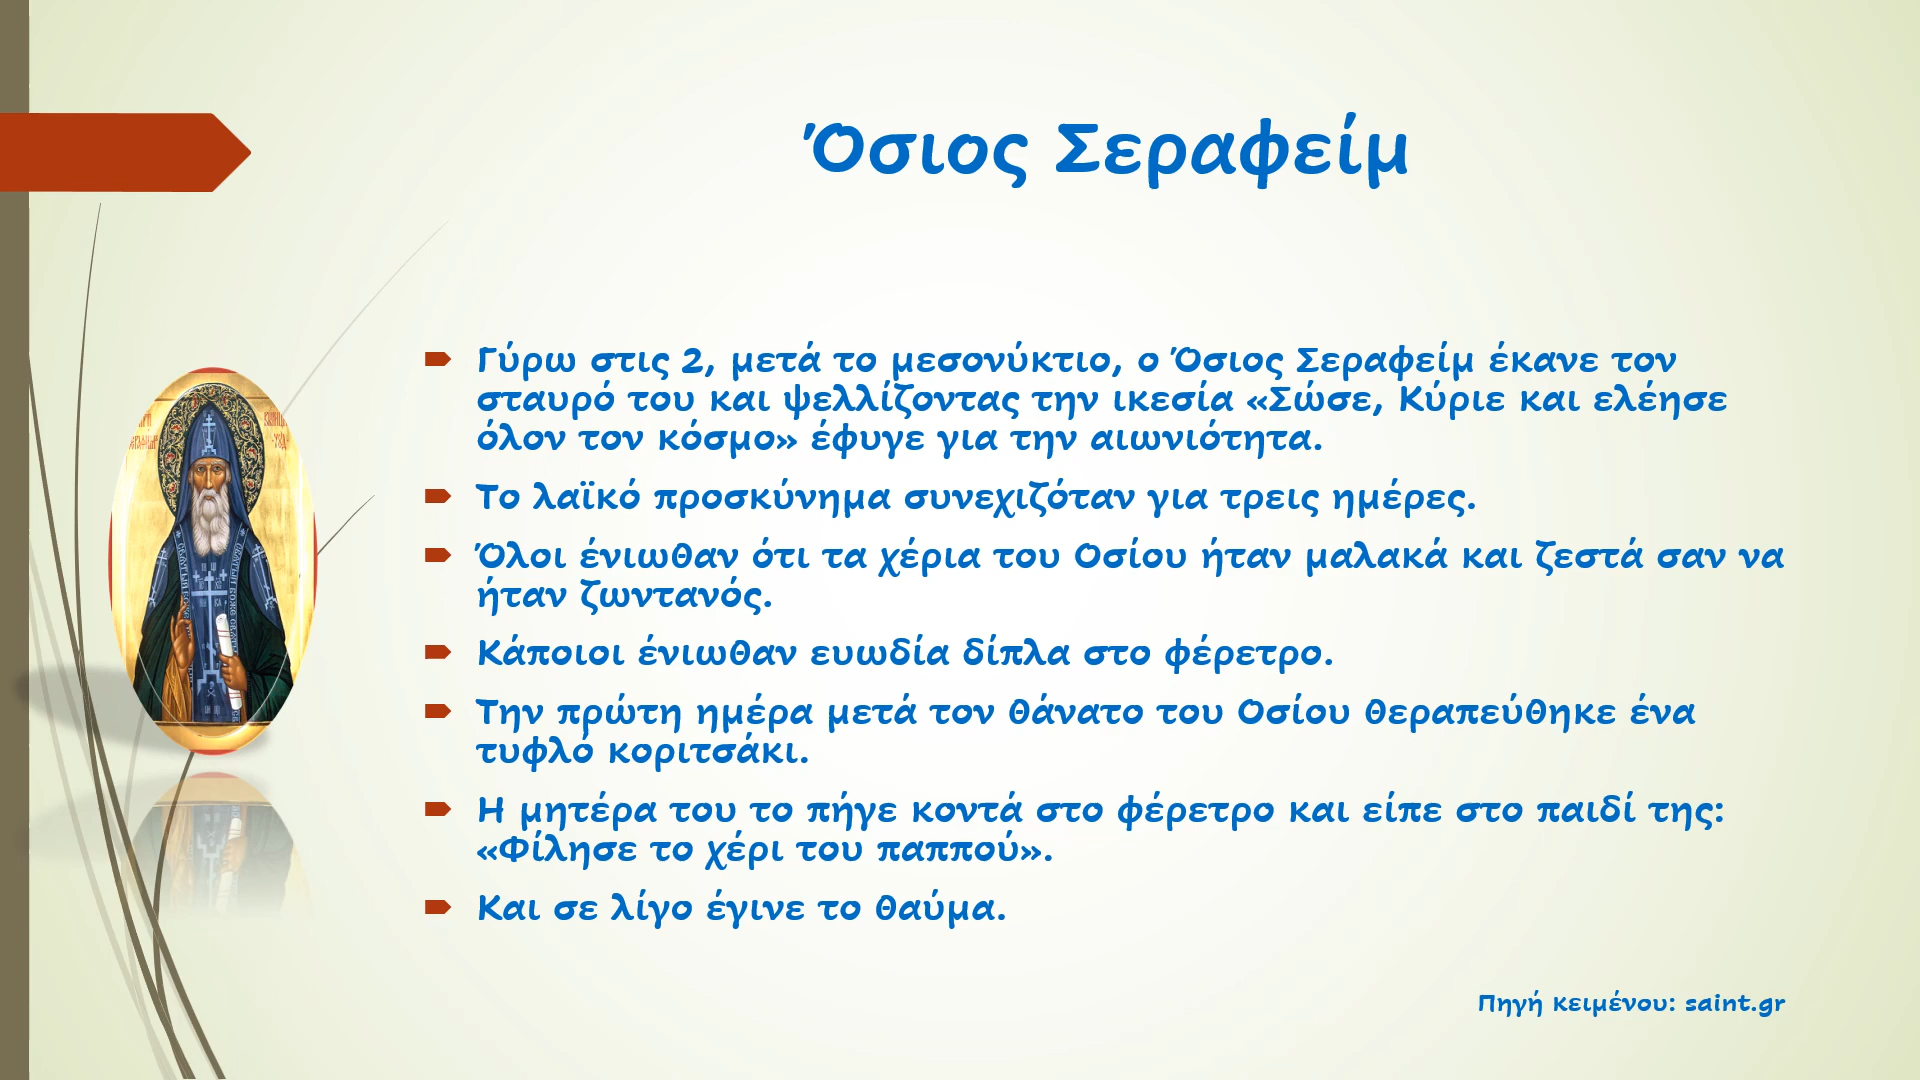 Όσιος Σεραφείμ
Γύρω στις 2, μετά το μεσονύκτιο, ο Όσιος Σεραφείμ έκανε τον
σταυρό του και ψελλίζοντας την ικεσία «Σώσε, Κύριε και ελέησε
όλον τον κόσμο» έφυγε για την αιωνιότητα.
Το λαϊκό προσκύνημα συνεχιζόταν για τρεις ημέρες.
Όλοι ένιωθαν ότι τα χέρια του Οσίου ήταν μαλακά και ζεστά σαν να
ήταν ζωντανός.
Κάποιοι ένιωθαν ευωδία δίπλα στο φέρετρο.
Την πρώτη ημέρα μετά τον θάνατο του Οσίου θεραπεύθηκε ένα
τυφλό κοριτσάκι.
Η μητέρα του το πήγε κοντά στο φέρετρο και είπε στο παιδί της:
«Φίλησε το χέρι του παππού».
Και σε λίγο έγινε το θαύμα.
Πηγή κειμένου: saint.gr